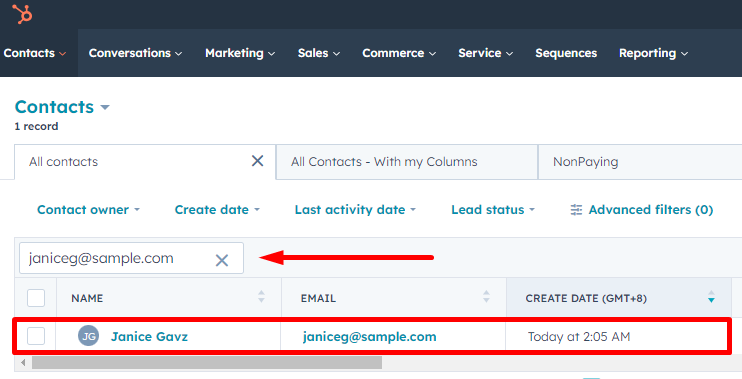 Contacts Conversations Marketing Sales Commerce Service Sequences Reporting
Contacts
1 record
All contacts All Contacts - With my Columns NonPaying
Contact owner Create date Last activity date Lead status Advanced filters (0)
janiceg@sample.com
NAME EMAIL CREATE DATE (GMT+8)
JG Janice Gavz janiceg@sample.com Today at 2:05 AM